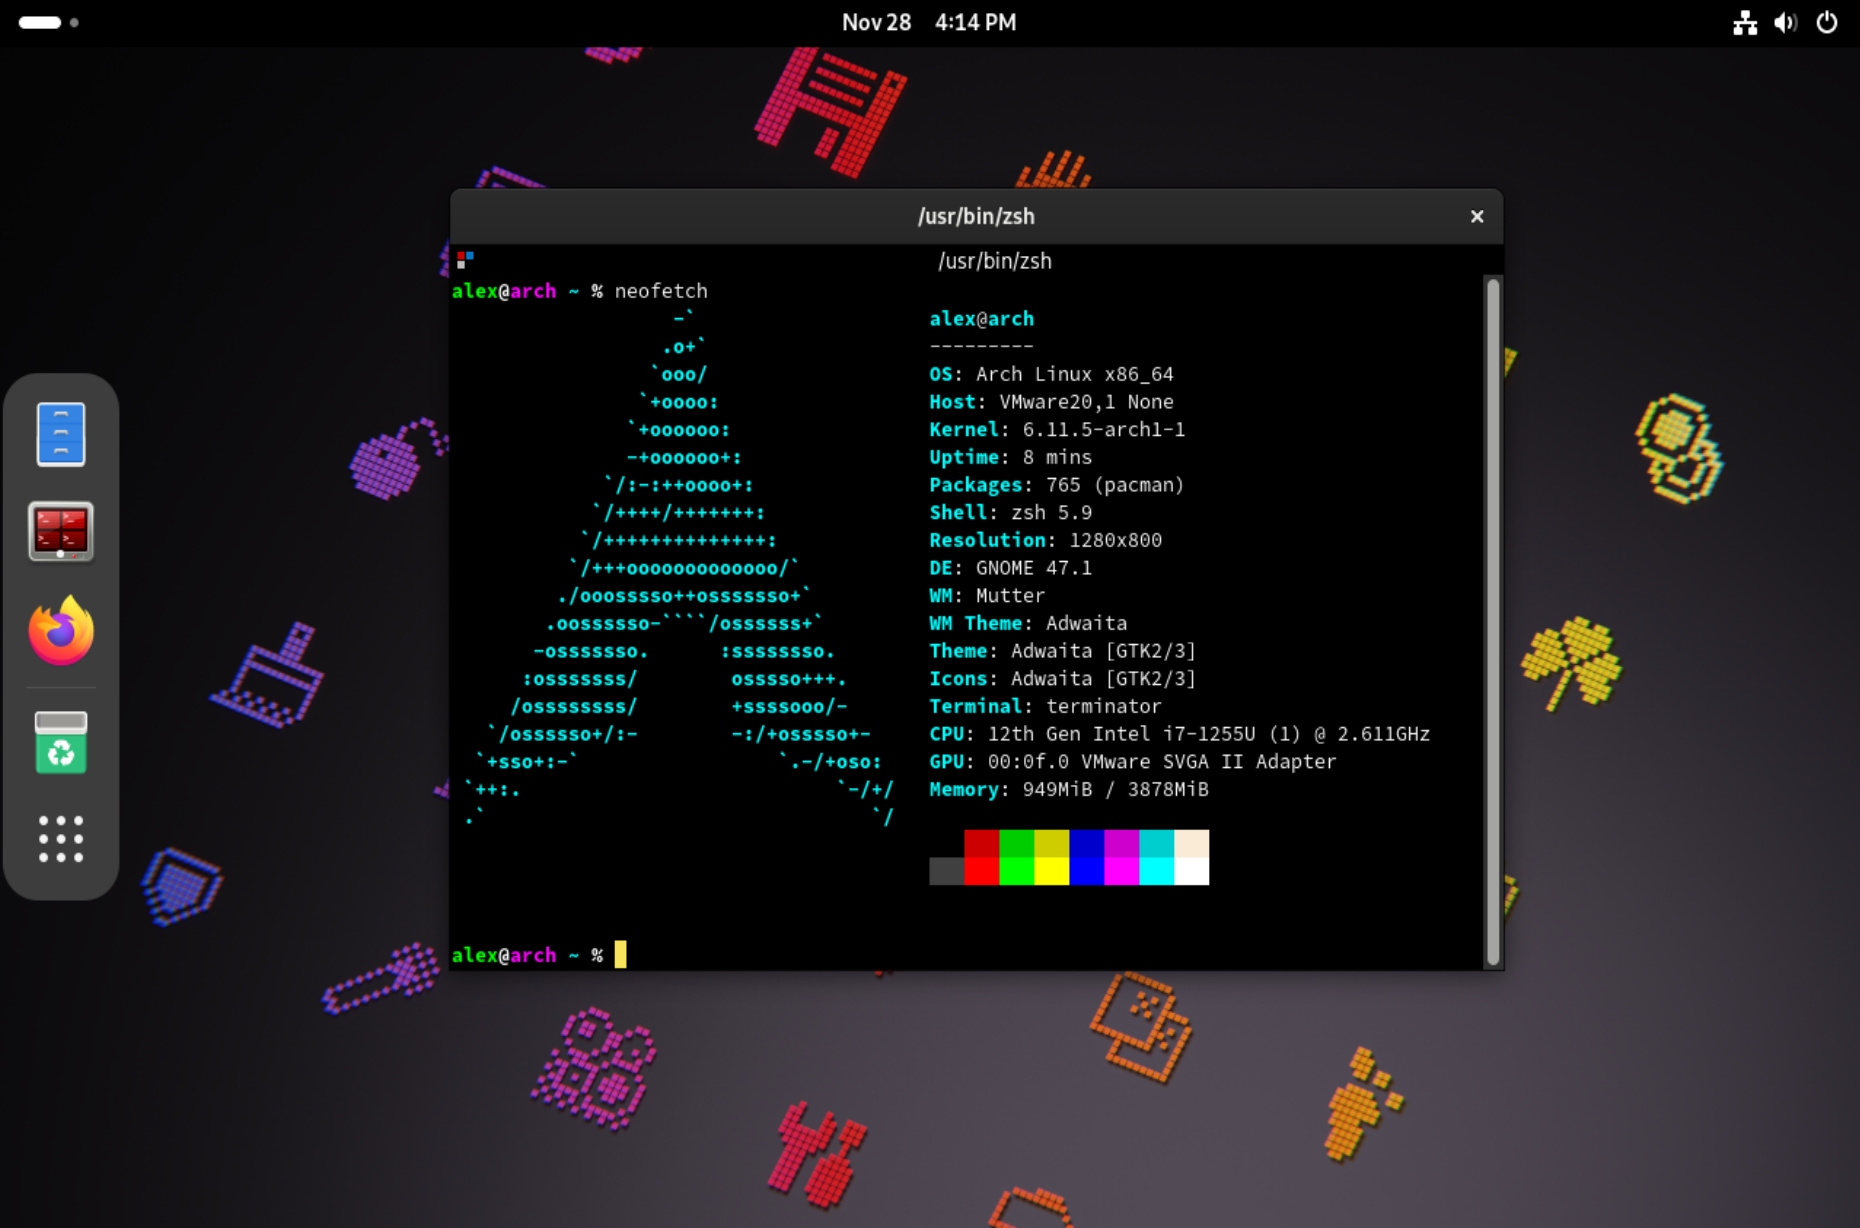 Nov 28 4:14 PM
/usr/bin/zsh
/usr/bin/zsh
alex@arch ~ % neofetch
-` alex@arch
.o+` ---------
`ooo/ OS: Arch Linux x86_64
`+oooo: Host: VMware20,1 None
`+oooooo: Kernel: 6.11.5-arch1-1
-+oooooo+: Uptime: 8 mins
`/:-:++oooo+: Packages: 765 (pacman)
`/++++/+++++++: Shell: zsh 5.9
`/++++++++++++++: Resolution: 1280x800
`/+++ooooooooooooo/` DE: GNOME 47.1
./ooosssso++osssssso+` WM: Mutter
.oossssso-````/ossssss+` WM Theme: Adwaita
-osssssso. :ssssssso. Theme: Adwaita [GTK2/3]
:osssssss/ osssso+++. Icons: Adwaita [GTK2/3]
/ossssssss/ +ssssooo/- Terminal: terminator
`/ossssso+/:- -:/+osssso+- CPU: 12th Gen Intel i7-1255U (1) @ 2.611GHz
`+sso+:-` `.-/+oso: GPU: 00:0f.0 VMware SVGA II Adapter
`++:. `-/+/ Memory: 949MiB / 3878MiB
.` `/
alex@arch ~ %